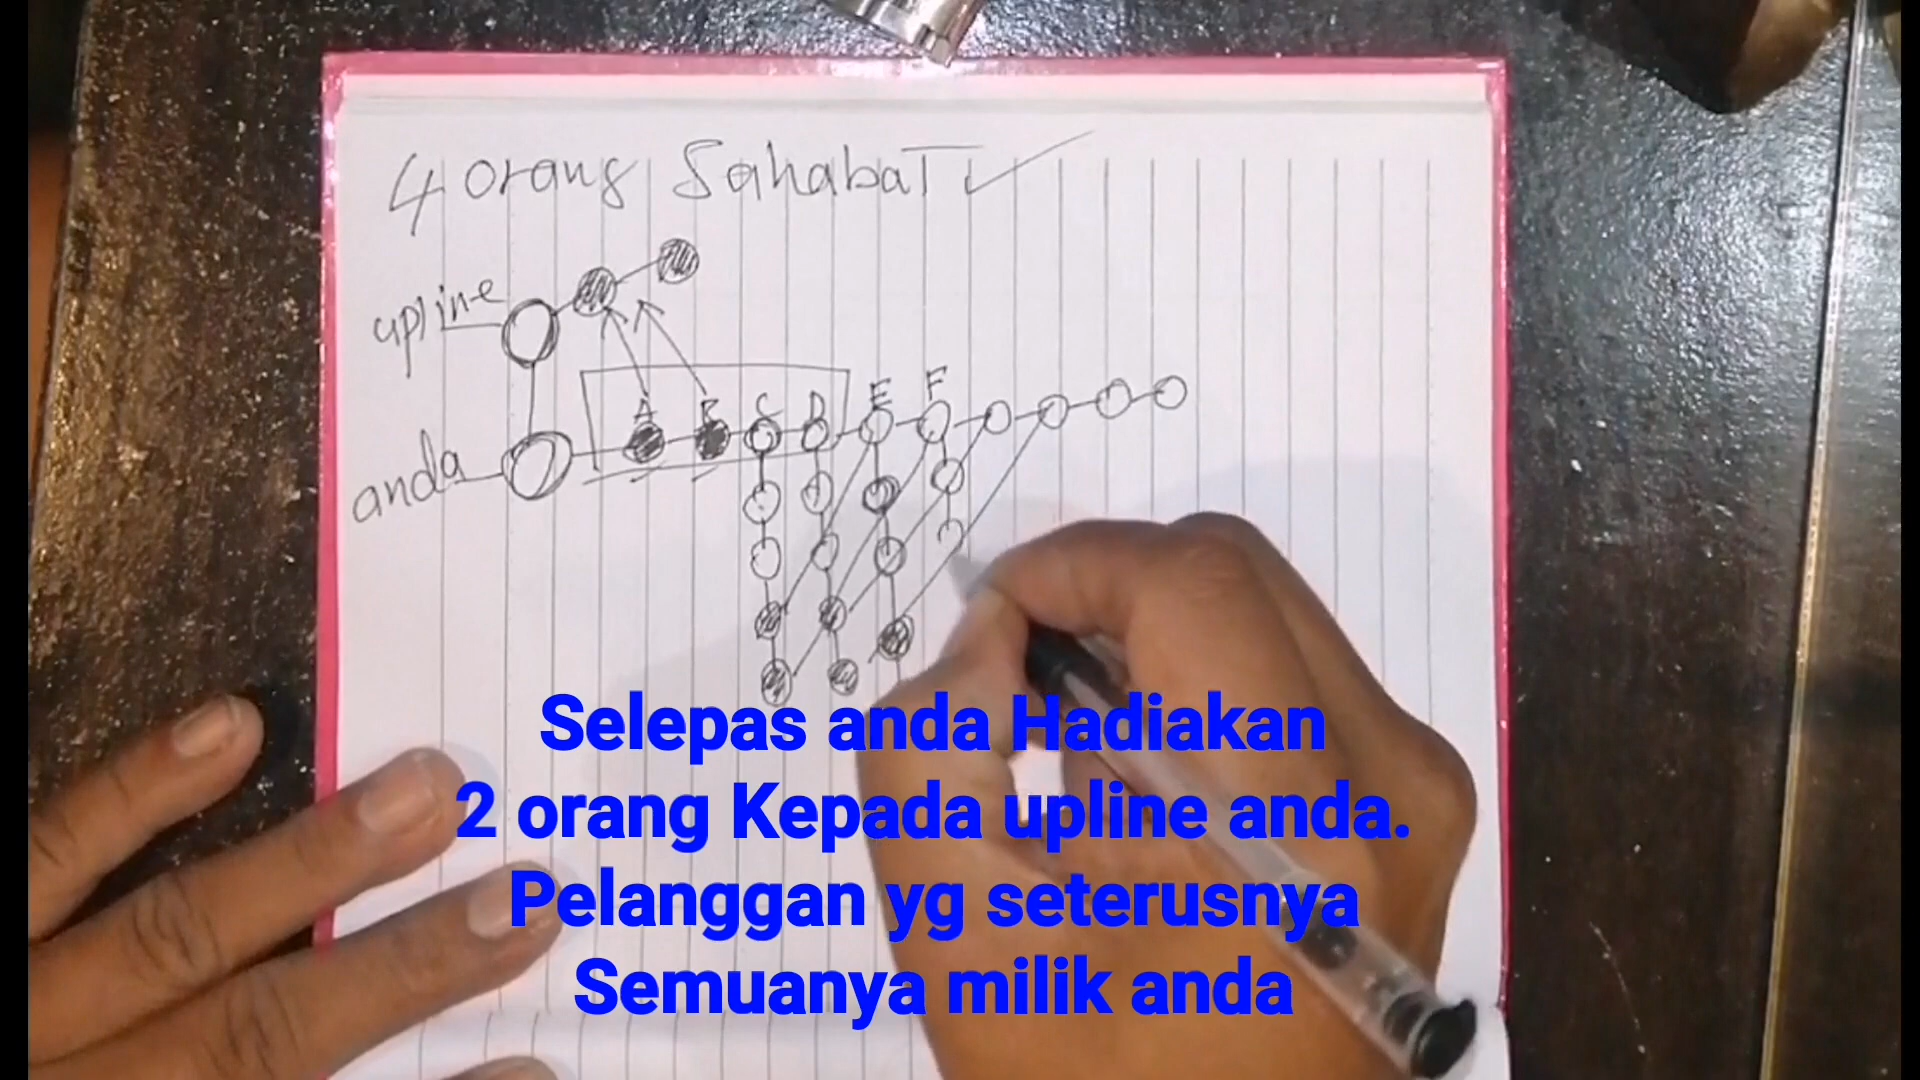 4 orang SahabaT
upline
A B C D E F
anda
Selepas anda Hadiakan
2 orang Kepada upline anda.
Pelanggan yg seterusnya
Semuanya milik anda